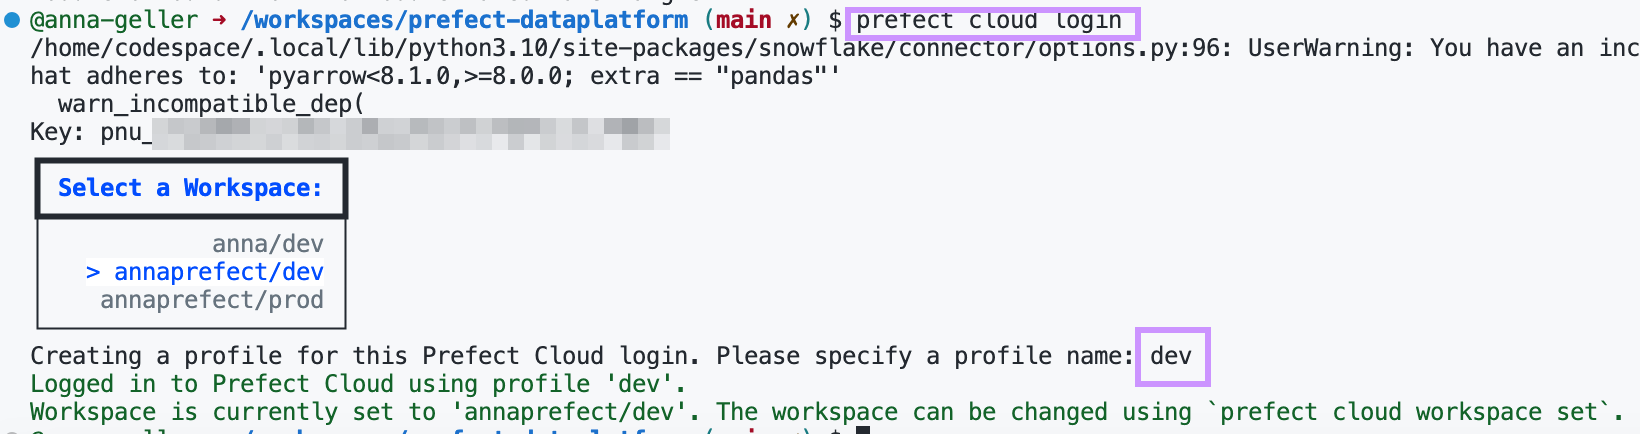 @anna-geller → /workspaces/prefect-dataplatform (main ✗) $ prefect cloud login
/home/codespace/.local/lib/python3.10/site-packages/snowflake/connector/options.py:96: UserWarning: You have an inc
hat adheres to: 'pyarrow<8.1.0,>=8.0.0; extra == "pandas"'
warn_incompatible_dep(
Key: pnu_
Select a Workspace:
anna/dev
> annaprefect/dev
annaprefect/prod
Creating a profile for this Prefect Cloud login. Please specify a profile name: dev
Logged in to Prefect Cloud using profile 'dev'.
Workspace is currently set to 'annaprefect/dev'. The workspace can be changed using `prefect cloud workspace set`.